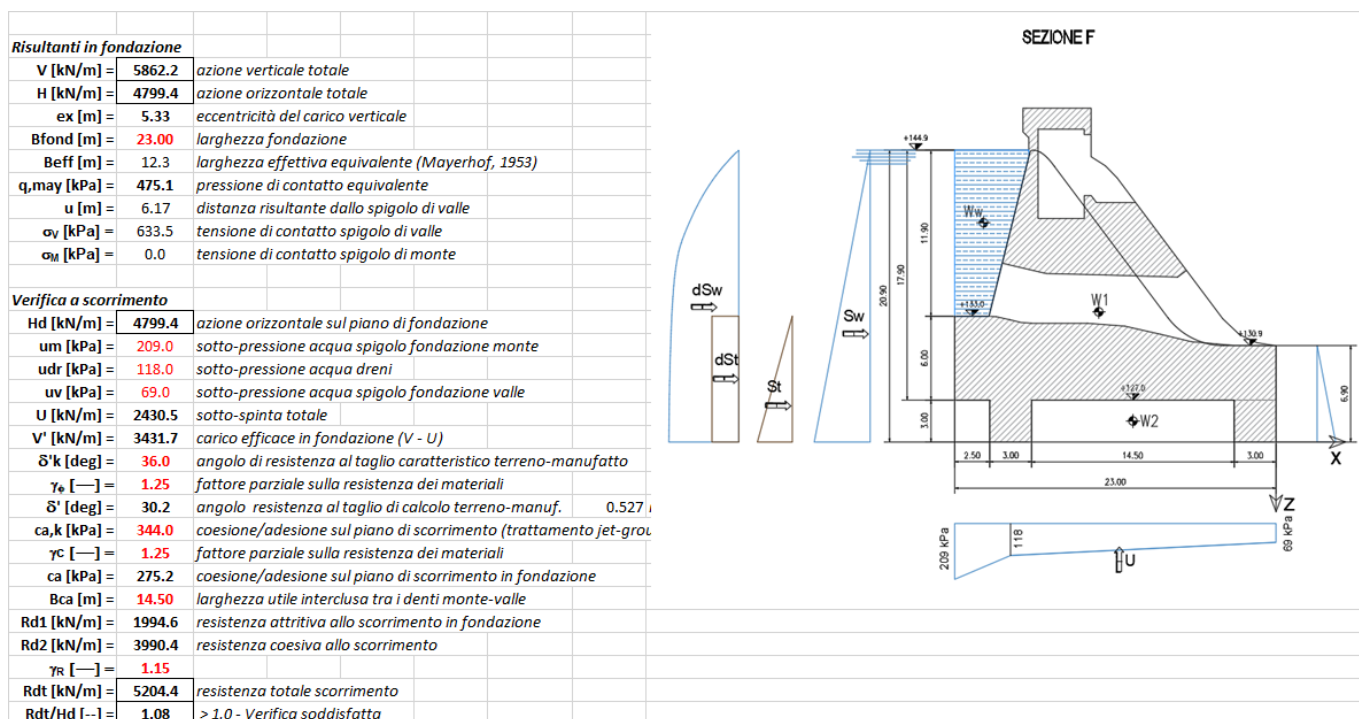 Risultanti in fondazione
V [kN/m] = 5862.2 azione verticale totale
H [kN/m] = 4799.4 azione orizzontale totale
ex [m] = 5.33 eccentricità del carico verticale
Bfond [m] = 23.00 larghezza fondazione
Beff [m] = 12.3 larghezza effettiva equivalente (Mayerhof, 1953)
q,may [kPa] = 475.1 pressione di contatto equivalente
u [m] = 6.17 distanza risultante dallo spigolo di valle
σV [kPa] = 633.5 tensione di contatto spigolo di valle
σM [kPa] = 0.0 tensione di contatto spigolo di monte
Verifica a scorrimento
Hd [kN/m] = 4799.4 azione orizzontale sul piano di fondazione
um [kPa] = 209.0 sotto-pressione acqua spigolo fondazione monte
udr [kPa] = 118.0 sotto-pressione acqua dreni
uv [kPa] = 69.0 sotto-pressione acqua spigolo fondazione valle
U [kN/m] = 2430.5 sotto-spinta totale
V' [kN/m] = 3431.7 carico efficace in fondazione (V - U)
δ'k [deg] = 36.0 angolo di resistenza al taglio caratteristico terreno-manufatto
γϕ [—] = 1.25 fattore parziale sulla resistenza dei materiali
δ' [deg] = 30.2 angolo resistenza al taglio di calcolo terreno-manuf. 0.527
ca,k [kPa] = 344.0 coesione/adesione sul piano di scorrimento (trattamento jet-grou
γC [—] = 1.25 fattore parziale sulla resistenza dei materiali
ca [kPa] = 275.2 coesione/adesione sul piano di scorrimento in fondazione
Bca [m] = 14.50 larghezza utile interclusa tra i denti monte-valle
Rd1 [kN/m] = 1994.6 resistenza attritiva allo scorrimento in fondazione
Rd2 [kN/m] = 3990.4 resistenza coesiva allo scorrimento
γR [—] = 1.15
Rdt [kN/m] = 5204.4 resistenza totale scorrimento
Rdt/Hd [--] = 1.08 > 1.0 - Verifica soddisfatta
SEZIONE F
+144.9
Ww
11.90
17.90
20.90
dSw
Sw
+133.0
W1
+130.9
dSt
St
6.00
+127.0
W2
3.00
6.90
2.50 3.00 14.50 3.00
X
23.00
Z
209 kPa
118
U
69 kPa